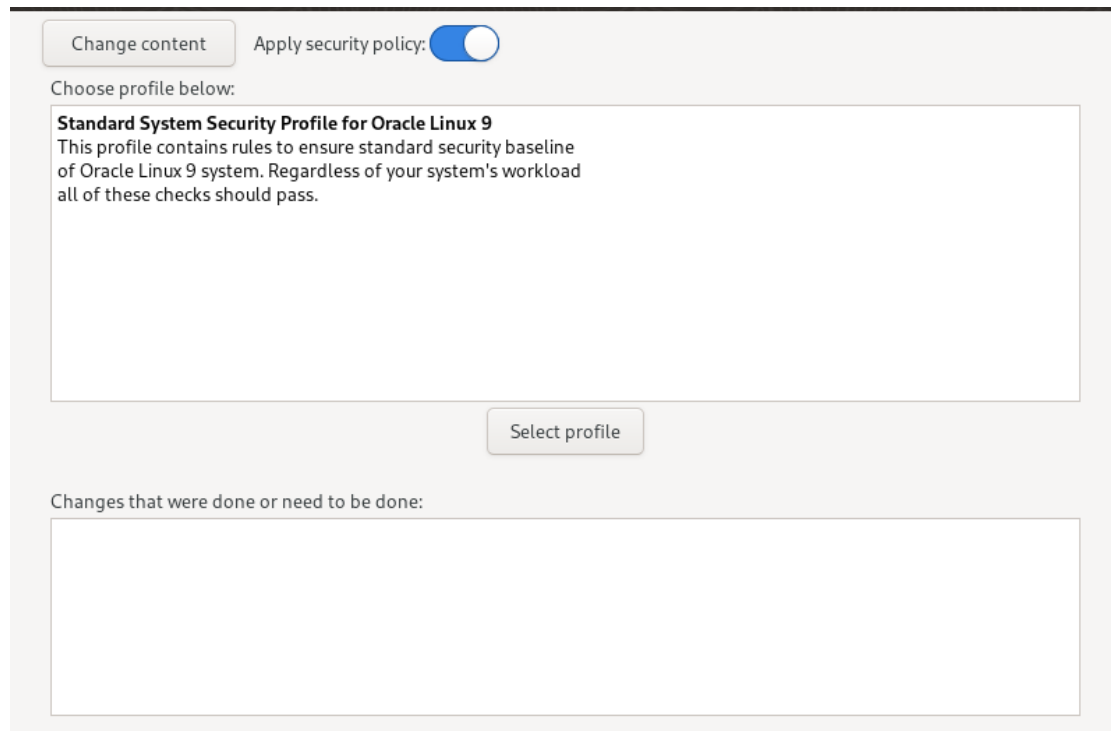 Change content
Apply security policy:
Choose profile below:
Standard System Security Profile for Oracle Linux 9
This profile contains rules to ensure standard security baseline
of Oracle Linux 9 system. Regardless of your system's workload
all of these checks should pass.
Select profile
Changes that were done or need to be done: